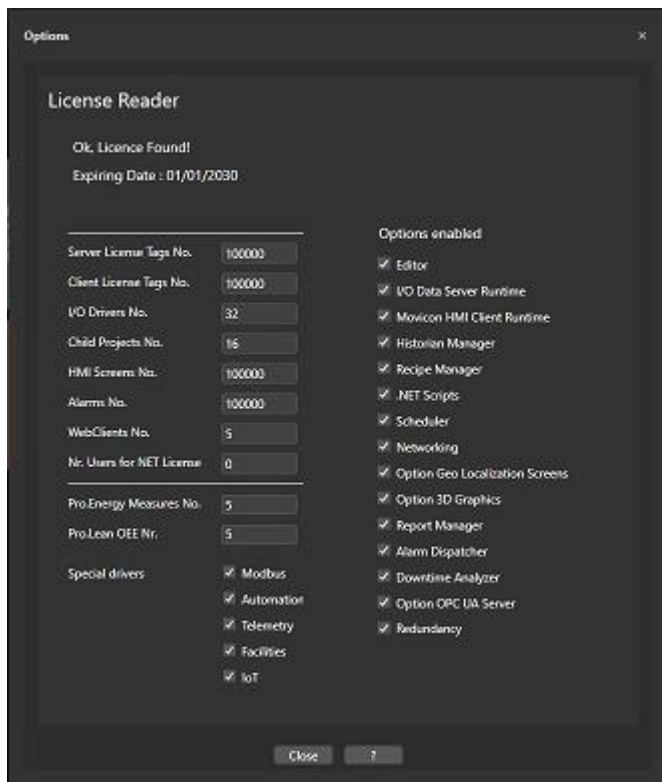 Options
×
License Reader
Ok, Licence Found!
Expiring Date : 01/01/2030
Server License Tags No. 100000
Client License Tags No. 100000
I/O Drivers No. 32
Child Projects No. 16
HMI Screens No. 100000
Alarms No. 100000
WebClients No. 5
Nr. Users for NET License 0
Pro.Energy Measures No. 5
Pro.Lean OEE Nr. 5
Special drivers
Modbus
Automation
Telemetry
Facilities
IoT
Options enabled
Editor
I/O Data Server Runtime
Movicon HMI Client Runtime
Historian Manager
Recipe Manager
.NET Scripts
Scheduler
Networking
Option Geo Localization Screens
Option 3D Graphics
Report Manager
Alarm Dispatcher
Downtime Analyzer
Option OPC UA Server
Redundancy
Close
?